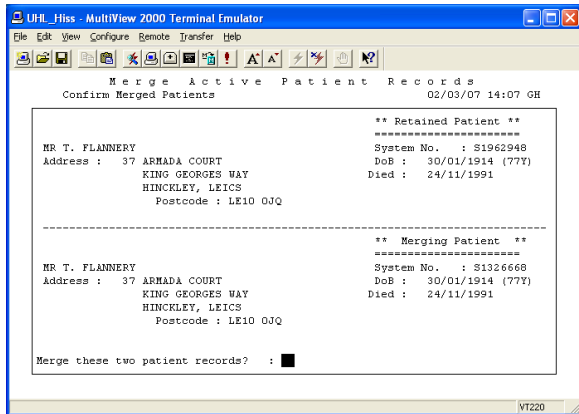 UHL_Hiss - MultiView 2000 Terminal Emulator
File Edit View Configure Remote Transfer Help
Merge Active Patient Records
Confirm Merged Patients 02/03/07 14:07 GH
** Retained Patient **
======================
MR T. FLANNERY System No. : S1962948
Address : 37 ARMADA COURT DoB : 30/01/1914 (77Y)
KING GEORGES WAY Died : 24/11/1991
HINCKLEY, LEICS
Postcode : LE10 0JQ
** Merging Patient **
======================
MR T. FLANNERY System No. : S1326668
Address : 37 ARMADA COURT DoB : 30/01/1914 (77Y)
KING GEORGES WAY Died : 24/11/1991
HINCKLEY, LEICS
Postcode : LE10 0JQ
Merge these two patient records? :
VT220